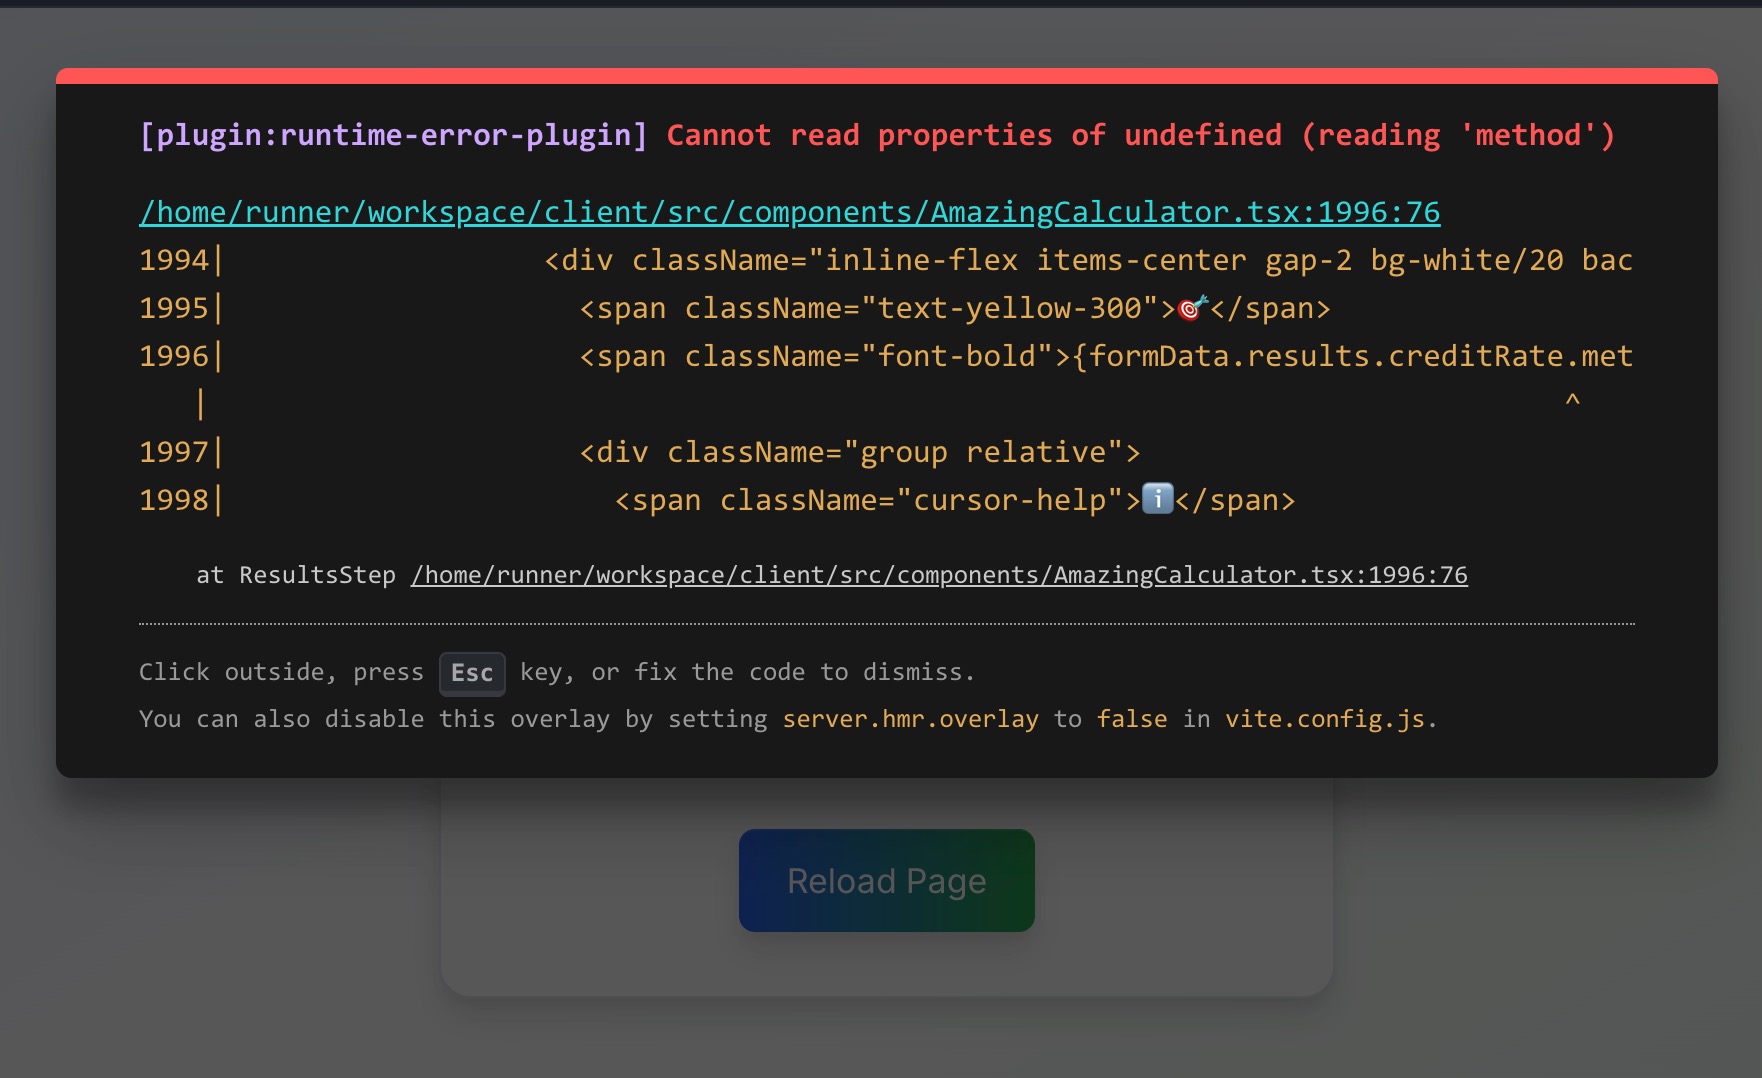 [plugin:runtime-error-plugin] Cannot read properties of undefined (reading 'method')
/home/runner/workspace/client/src/components/AmazingCalculator.tsx:1996:76
1994|                  <div className="inline-flex items-center gap-2 bg-white/20 bac
1995|                    <span className="text-yellow-300">🎯</span>
1996|                    <span className="font-bold">{formData.results.creditRate.met
   |                                                                             ^
1997|                    <div className="group relative">
1998|                      <span className="cursor-help">ℹ️</span>
at ResultsStep /home/runner/workspace/client/src/components/AmazingCalculator.tsx:1996:76
Click outside, press Esc key, or fix the code to dismiss.
You can also disable this overlay by setting server.hmr.overlay to false in vite.config.js.
Reload Page